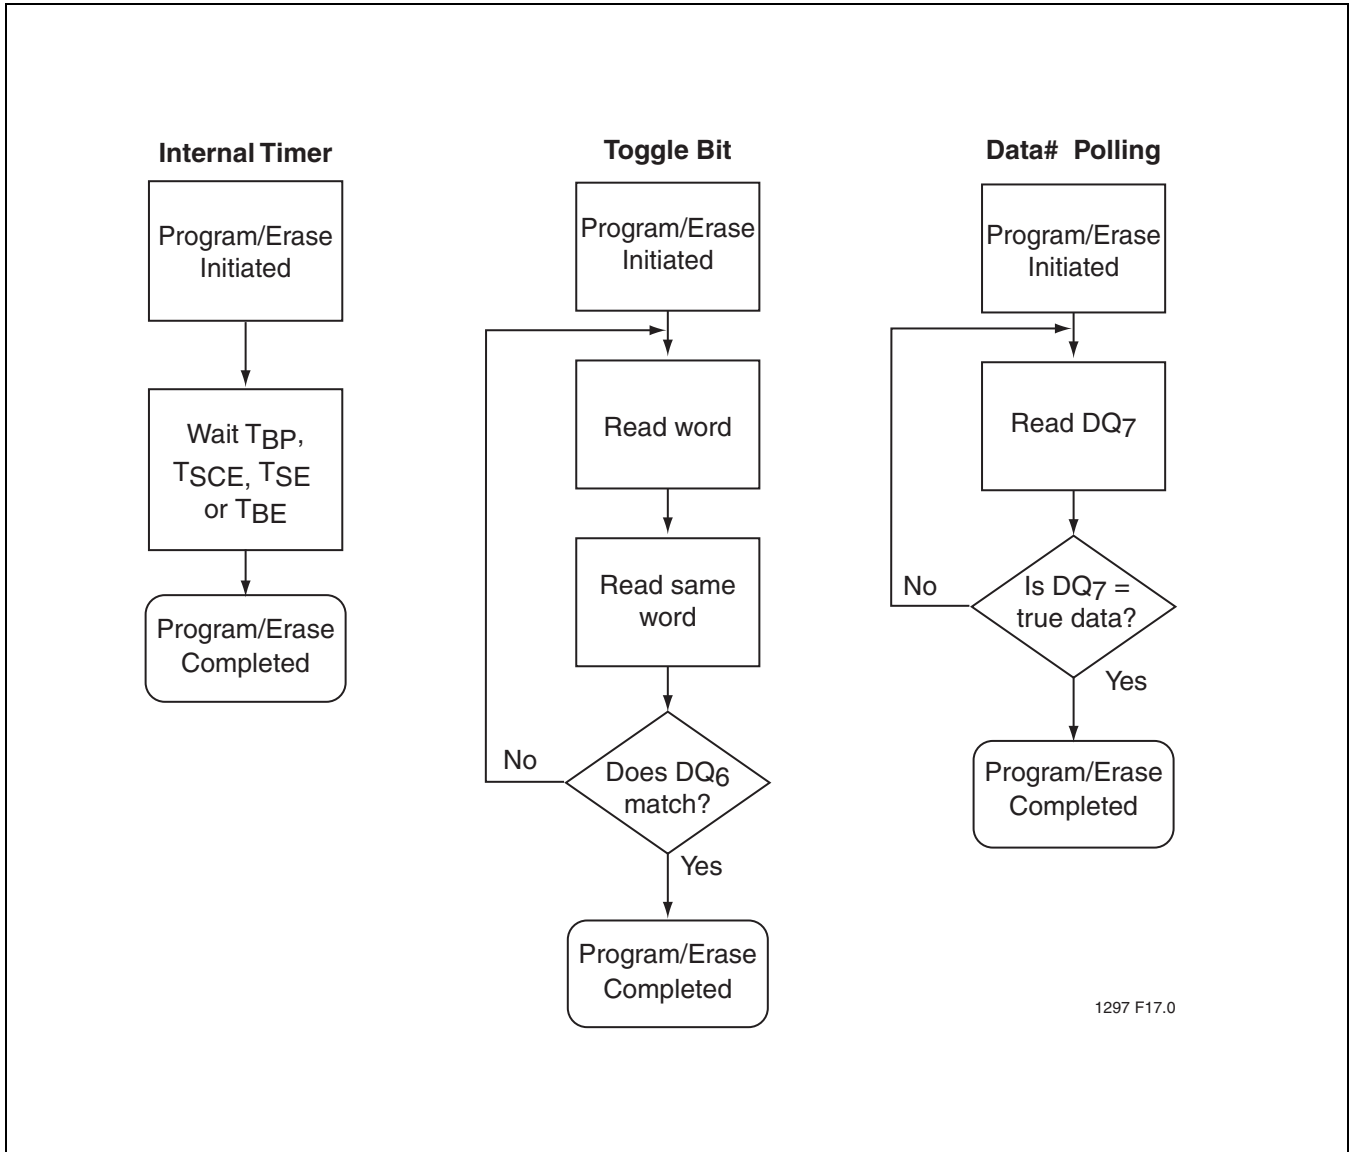 Internal Timer
Program/Erase
Initiated
Wait TBP,
TSCE, TSE
or TBE
Program/Erase
Completed
Toggle Bit
Program/Erase
Initiated
Read word
Read same
word
Does DQ6
match?
No
Yes
Program/Erase
Completed
Data# Polling
Program/Erase
Initiated
Read DQ7
Is DQ7 =
true data?
No
Yes
Program/Erase
Completed
1297 F17.0